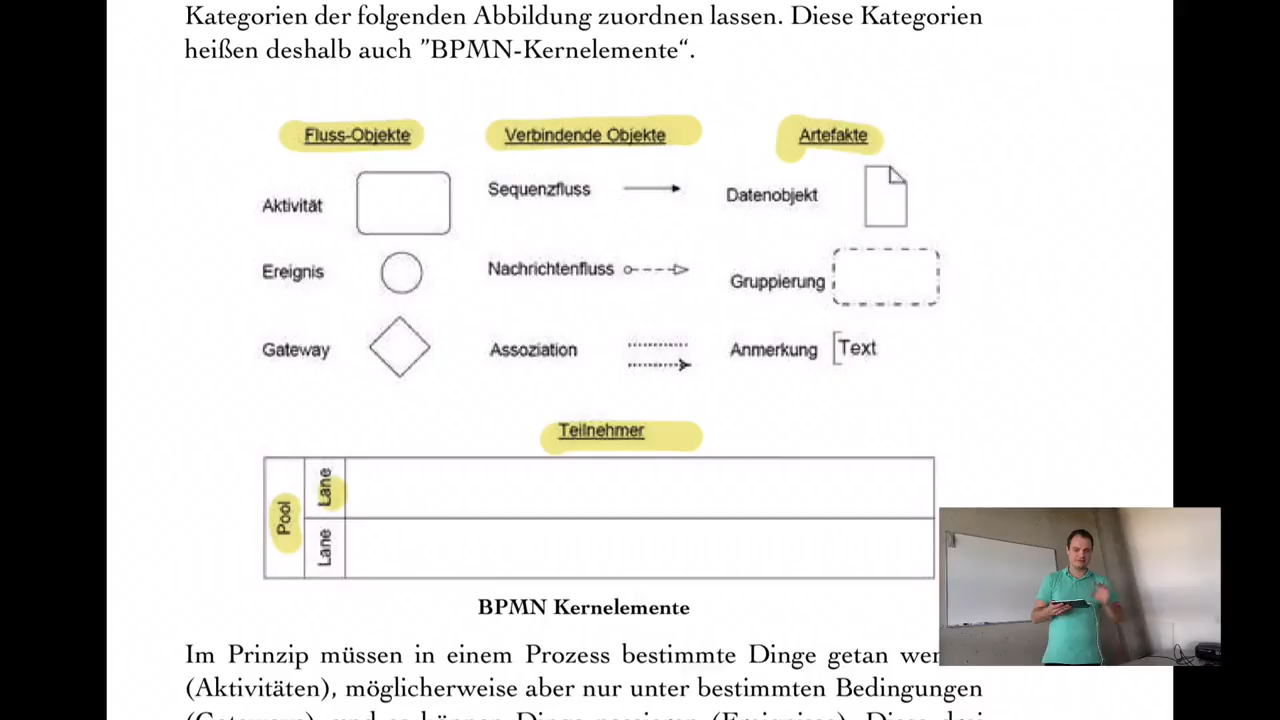 Kategorien der folgenden Abbildung zuordnen lassen. Diese Kategorien
heißen deshalb auch ”BPMN-Kernelemente“.
Fluss-Objekte
Verbindende Objekte
Artefakte
Aktivität
Sequenzfluss
Datenobjekt
Ereignis
Nachrichtenfluss
Gruppierung
Gateway
Assoziation
Anmerkung
Text
Teilnehmer
Pool
Lane
Lane
BPMN Kernelemente
Im Prinzip müssen in einem Prozess bestimmte Dinge getan
(Aktivitäten), möglicherweise aber nur unter bestimmten Bedingungen